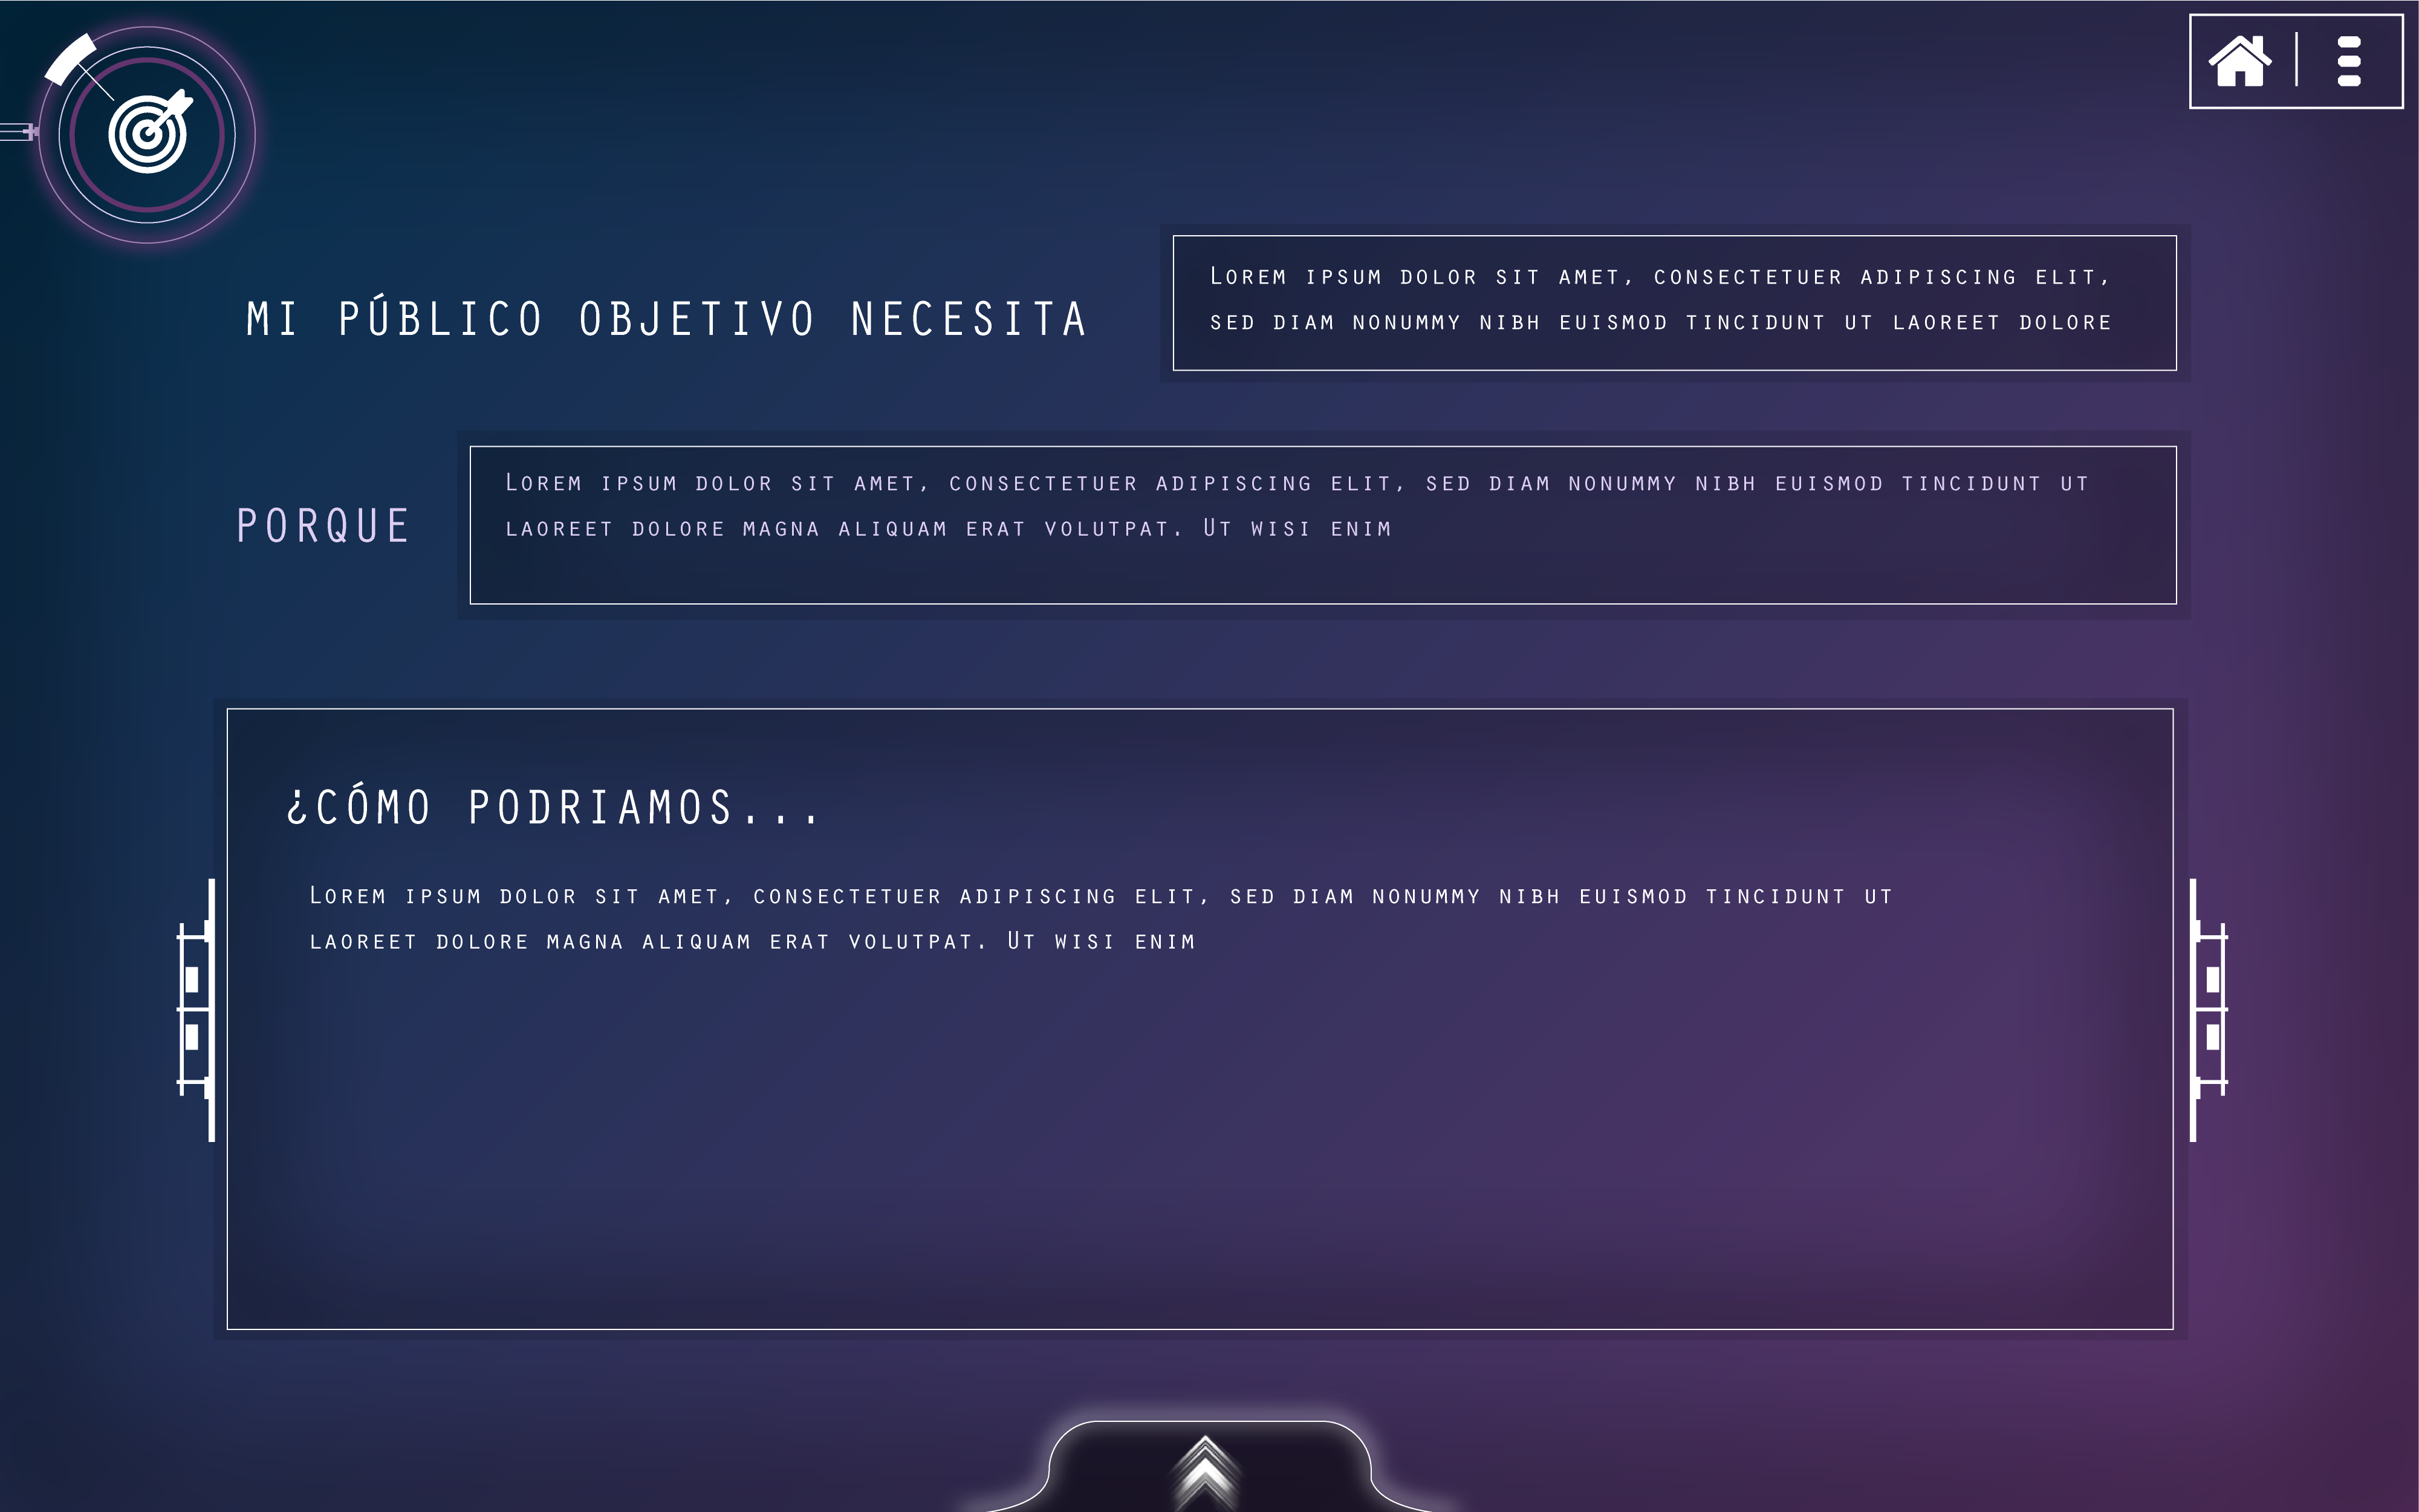 MI PÚBLICO OBJETIVO NECESITA
Lorem ipsum dolor sit amet, consectetuer adipiscing elit,
sed diam nonummy nibh euismod tincidunt ut laoreet dolore
PORQUE
Lorem ipsum dolor sit amet, consectetuer adipiscing elit, sed diam nonummy nibh euismod tincidunt ut
laoreet dolore magna aliquam erat volutpat. Ut wisi enim
¿CÓMO PODRIAMOS...
Lorem ipsum dolor sit amet, consectetuer adipiscing elit, sed diam nonummy nibh euismod tincidunt ut
laoreet dolore magna aliquam erat volutpat. Ut wisi enim